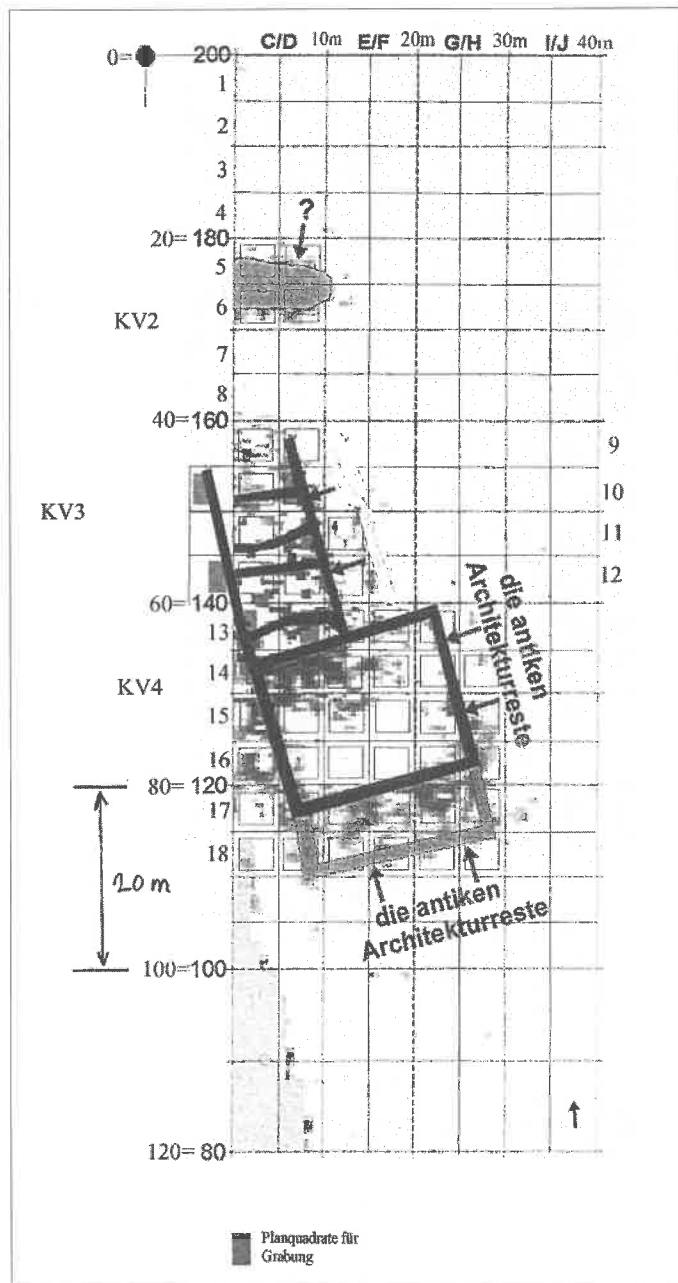 C/D 10m E/F 20m G/H 30m I/J 40m
0= 200
1
2
3
4
?
20= 180
5
6
KV2
7
8
40= 160
9
10
KV3
11
12
60= 140
13
die antiken
Architekturreste
14
KV4
15
16
80= 120
17
18
20 m
die antiken
Architekturreste
100= 100
120= 80
Planquadrate für
Grabung